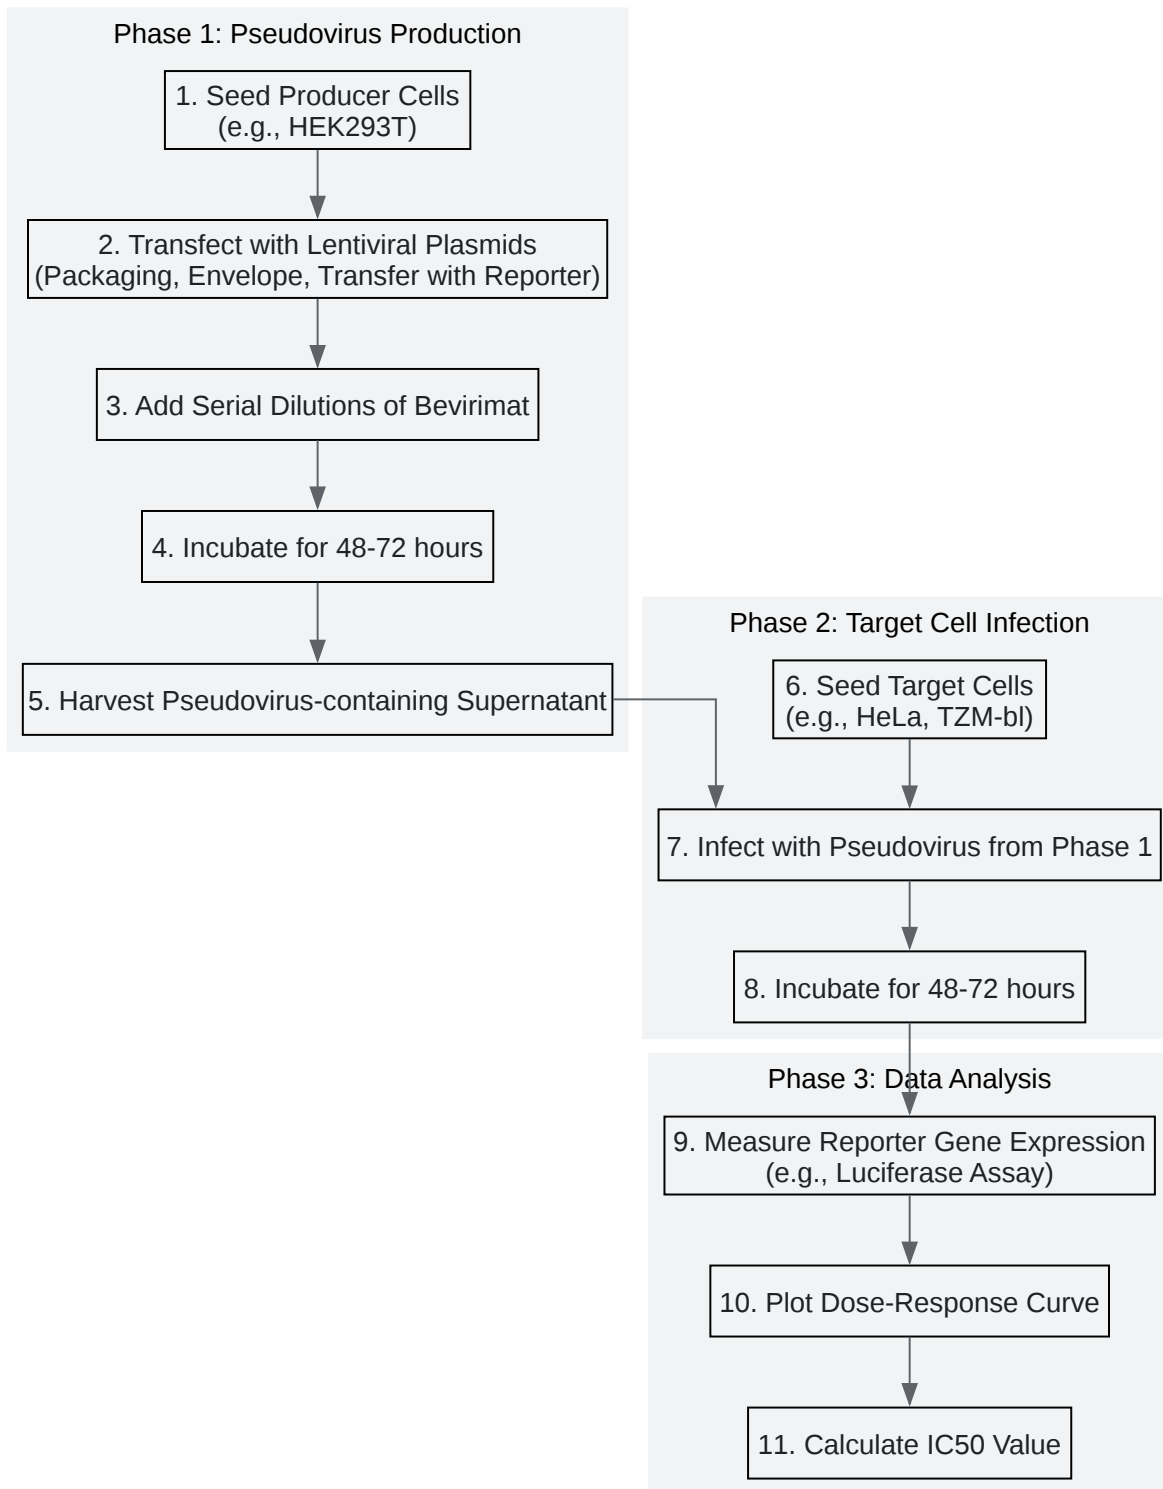 Phase 1: Pseudovirus Production
1. Seed Producer Cells
(e.g., HEK293T)
2. Transfect with Lentiviral Plasmids
(Packaging, Envelope, Transfer with Reporter)
3. Add Serial Dilutions of Bevirimat
4. Incubate for 48-72 hours
5. Harvest Pseudovirus-containing Supernatant
Phase 2: Target Cell Infection
6. Seed Target Cells
(e.g., HeLa, TZM-bl)
7. Infect with Pseudovirus from Phase 1
8. Incubate for 48-72 hours
Phase 3: Data Analysis
9. Measure Reporter Gene Expression
(e.g., Luciferase Assay)
10. Plot Dose-Response Curve
11. Calculate IC50 Value